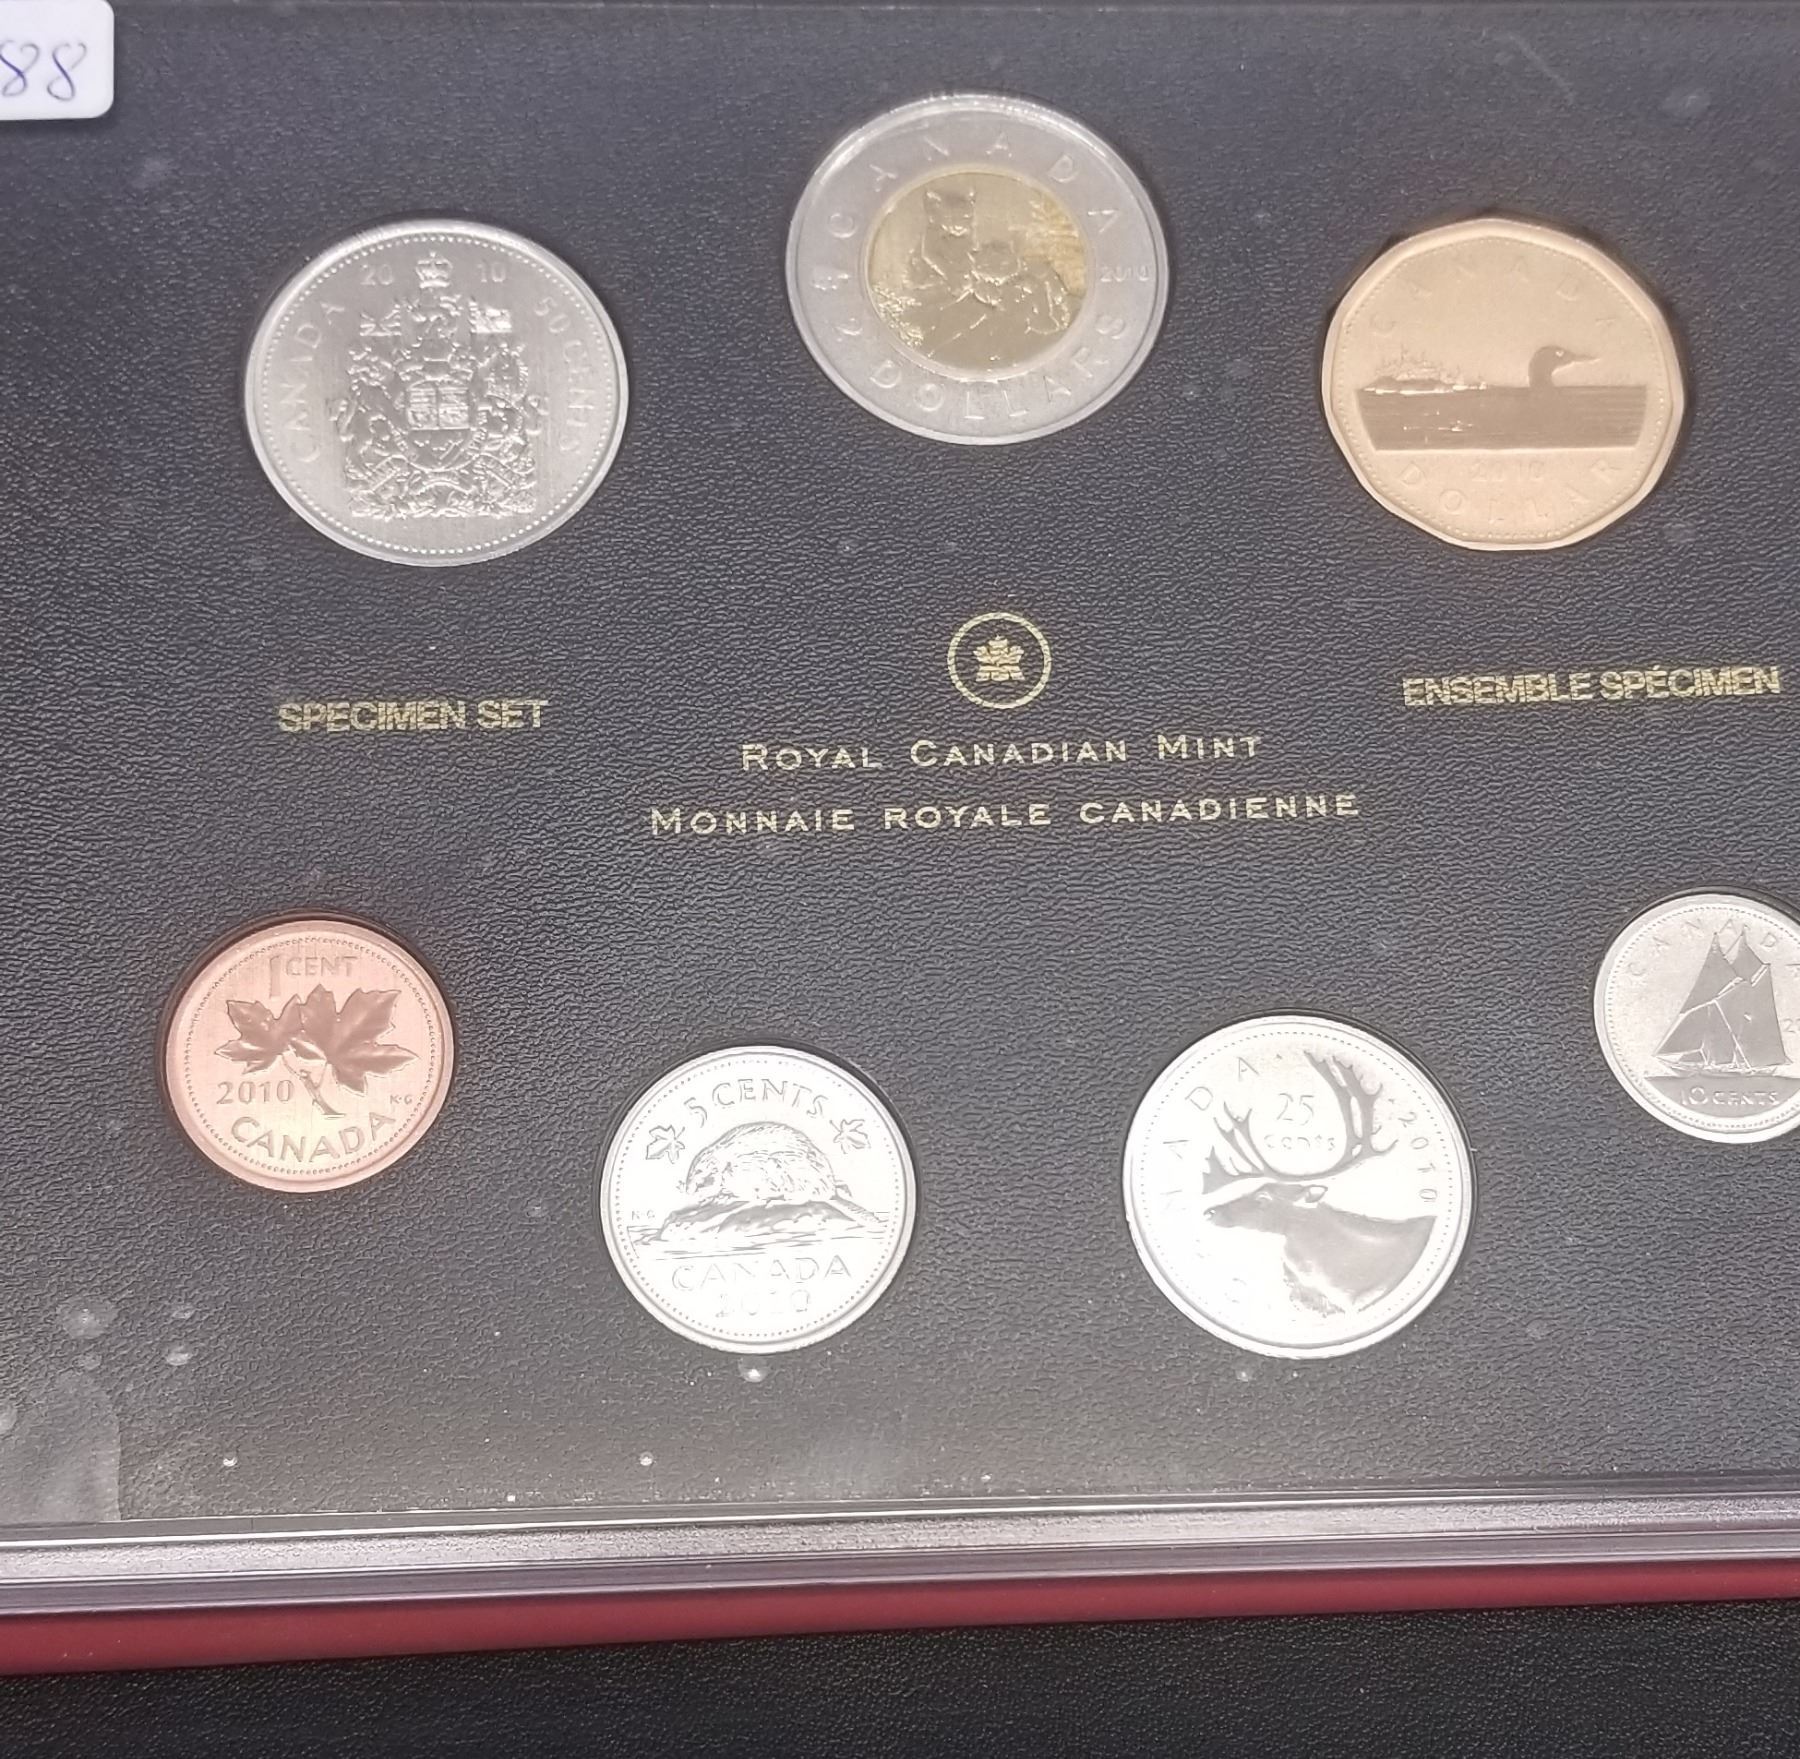 88
CANADA 2010 50 CENTS
CANADA
2010
2 DOLLARS
CANADA
2010
DOLLAR
SPECIMEN SET
ENSEMBLE SPÉCIMEN
ROYAL CANADIAN MINT
MONNAIE ROYALE CANADIENNE
1 CENT
2010
K·G
CANADA
5 CENTS
K·G
CANADA
2010
CANADA
25
cents
2010
CANADA
20
10 CENTS